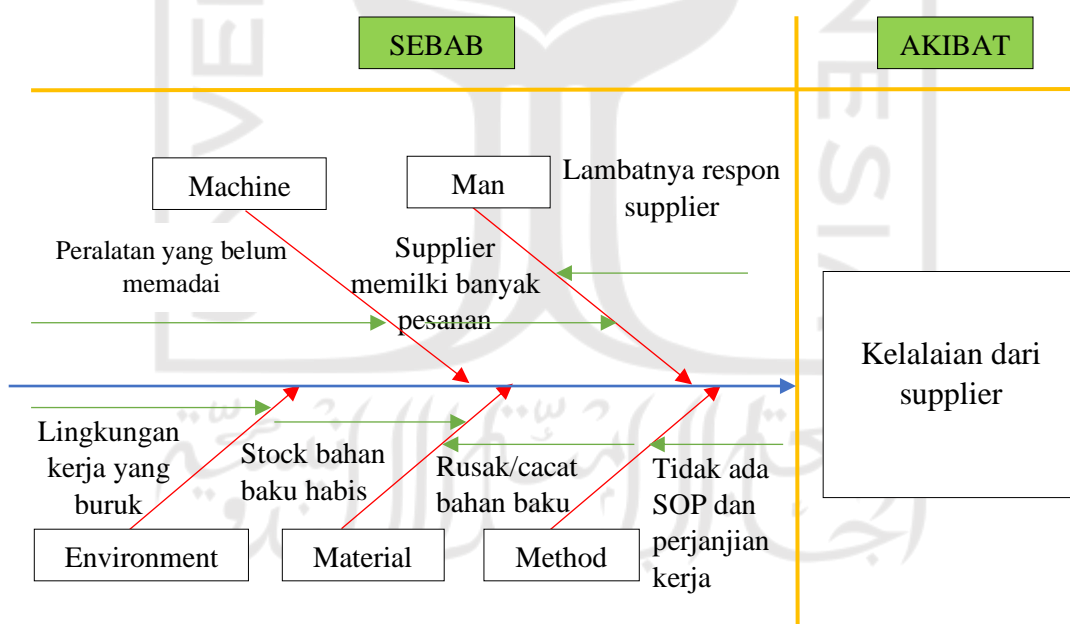 SEBAB
AKIBAT
Machine
Man
Lambatnya respon
supplier
Peralatan yang belum
memadai
Supplier
memilki banyak
pesanan
Kelalaian dari
supplier
Lingkungan
kerja yang
buruk
Stock bahan
baku habis
Rusak/cacat
bahan baku
Tidak ada
SOP dan
perjanjian
kerja
Environment
Material
Method